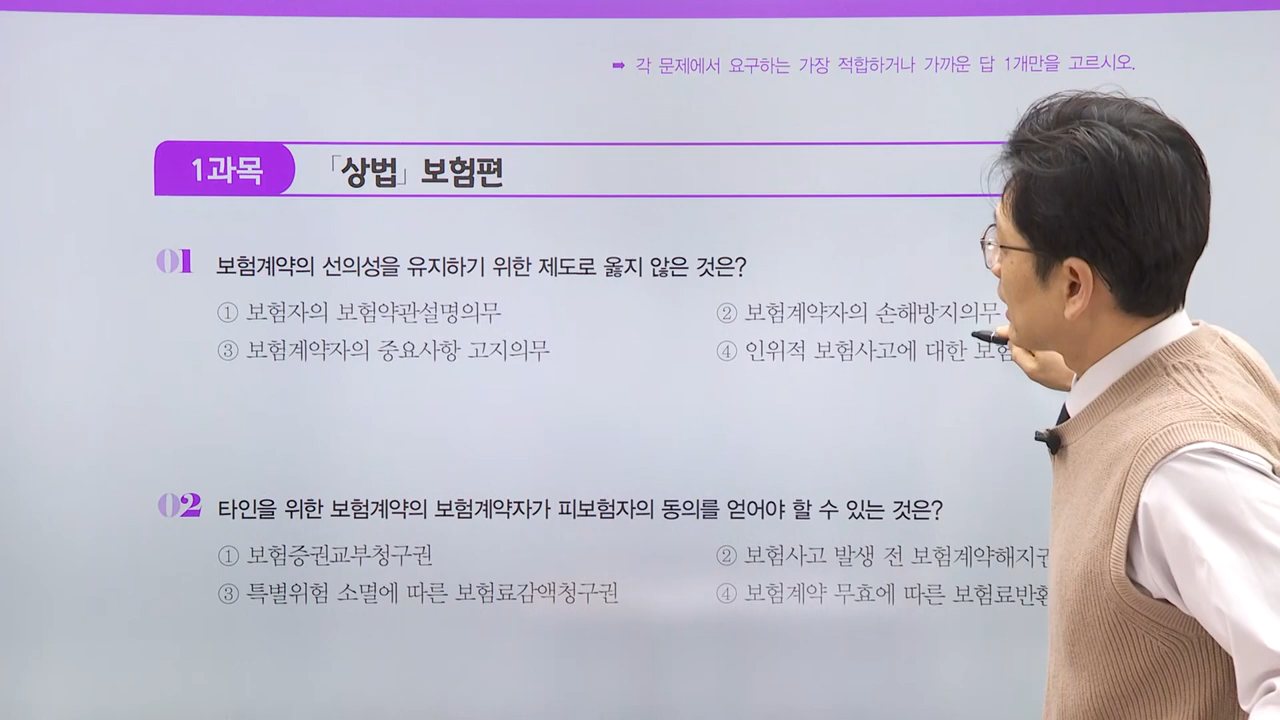 ➡ 각 문제에서 요구하는 가장 적합하거나 가까운 답 1개만을 고르시오.
1과목 「상법」 보험편
01 보험계약의 선의성을 유지하기 위한 제도로 옳지 않은 것은?
① 보험자의 보험약관설명의무 ② 보험계약자의 손해방지의무
③ 보험계약자의 중요사항 고지의무 ④ 인위적 보험사고에 대한
02 타인을 위한 보험계약의 보험계약자가 피보험자의 동의를 얻어야 할 수 있는 것은?
① 보험증권교부청구권 ② 보험사고 발생 전 보험계약해지권
③ 특별위험 소멸에 따른 보험료감액청구권 ④ 보험계약 무효에 따른